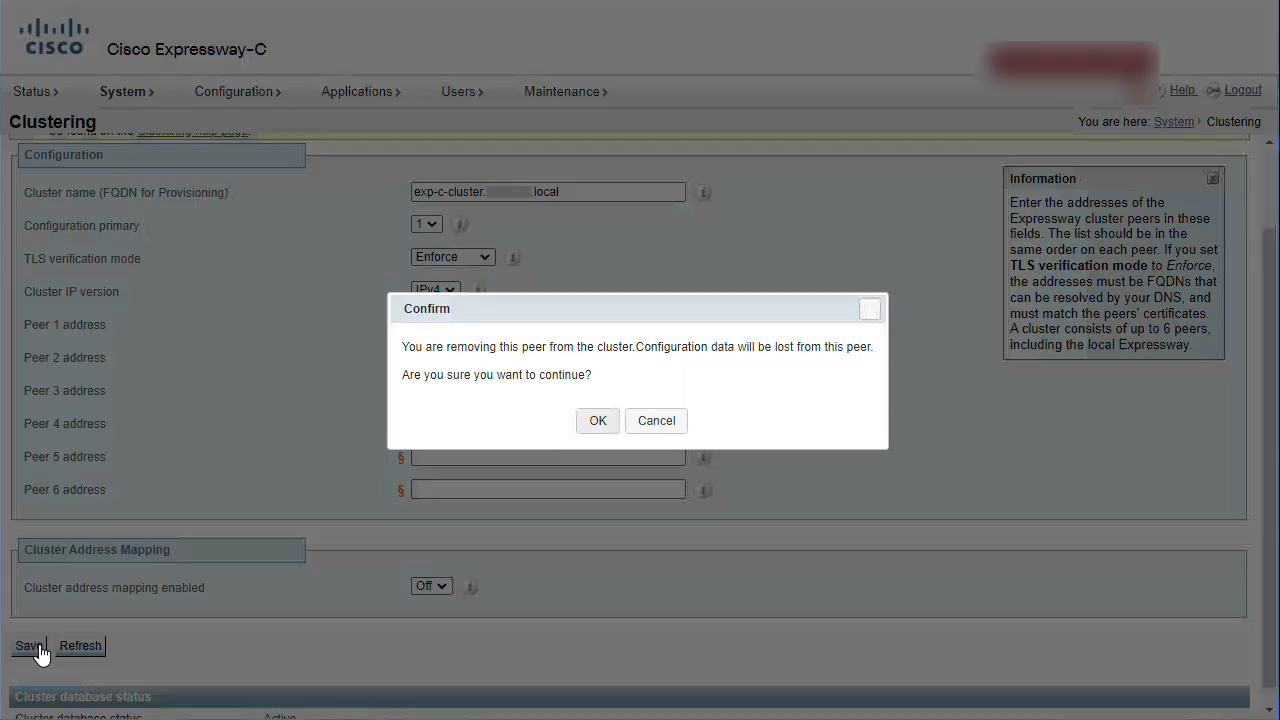 CISCO
Cisco Expressway-C
Status
System
Configuration
Applications
Users
Maintenance
Help
Logout
Clustering
be found on the Clustering help page.
You are here: System Clustering
Configuration
Cluster name (FQDN for Provisioning)
exp-c-cluster. .local
Configuration primary
1
TLS verification mode
Enforce
Cluster IP version
IPv4
Peer 1 address
Peer 2 address
Peer 3 address
Peer 4 address
Peer 5 address
§
Peer 6 address
§
Information
Enter the addresses of the
Expressway cluster peers in these
fields. The list should be in the
same order on each peer. If you set
TLS verification mode to Enforce,
the addresses must be FQDNs that
can be resolved by your DNS, and
must match the peers' certificates.
A cluster consists of up to 6 peers,
including the local Expressway.
Confirm
You are removing this peer from the cluster.Configuration data will be lost from this peer.
Are you sure you want to continue?
OK
Cancel
Cluster Address Mapping
Cluster address mapping enabled
Off
Save
Refresh
Cluster database status
Cluster database status
Active